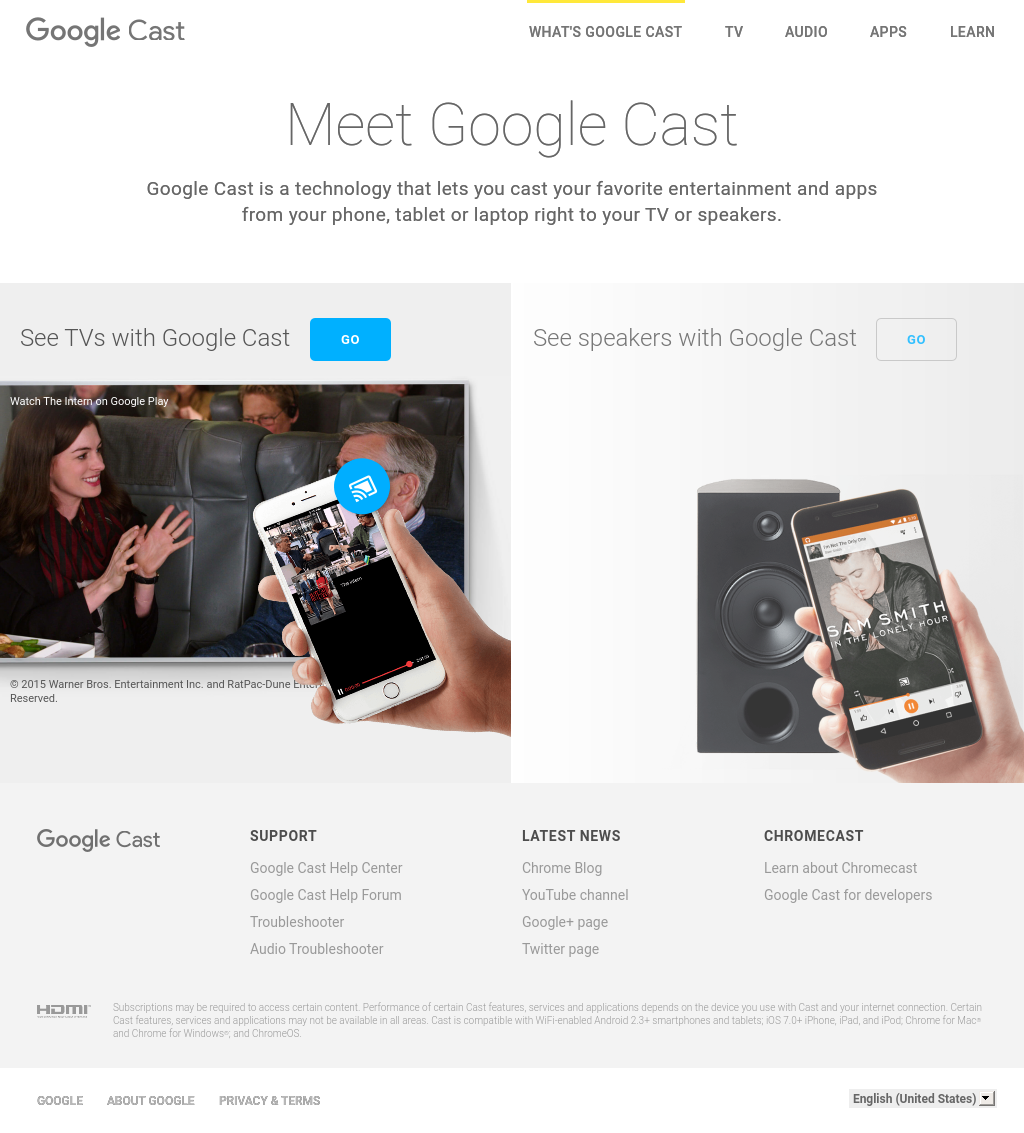 Google Cast
WHAT'S GOOGLE CAST
TV
AUDIO
APPS
LEARN
Meet Google Cast
Google Cast is a technology that lets you cast your favorite entertainment and apps
from your phone, tablet or laptop right to your TV or speakers.
See TVs with Google Cast
GO
See speakers with Google Cast
GO
Watch The Intern on Google Play
The Intern
I'm Not The Only One
SAM SMITH
IN THE LONELY HOUR
© 2015 Warner Bros. Entertainment Inc. and RatPac-Dune
Reserved.
Google Cast
SUPPORT
Google Cast Help Center
Google Cast Help Forum
Troubleshooter
Audio Troubleshooter
LATEST NEWS
Chrome Blog
YouTube channel
Google+ page
Twitter page
CHROMECAST
Learn about Chromecast
Google Cast for developers
HDMI
Subscriptions may be required to access certain content. Performance of certain Cast features, services and applications depends on the device you use with Cast and your internet connection. Certain
Cast features, services and applications may not be available in all areas. Cast is compatible with WiFi-enabled Android 2.3+ smartphones and tablets; iOS 7.0+ iPhone, iPad, and iPod; Chrome for Mac®
and Chrome for Windows®; and ChromeOS.
GOOGLE
ABOUT GOOGLE
PRIVACY & TERMS
English (United States)